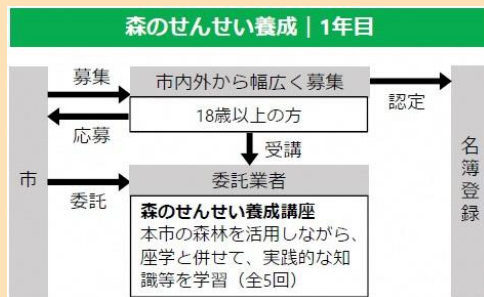 森のせんせい養成｜1年目
募集
市内外から幅広く募集
認定
18歳以上の方
応募
受講
市
委託業者
名簿登録
委託
森のせんせい養成講座
本市の森林を活用しながら、
座学と併せて、実践的な知
識等を学習（全5回）